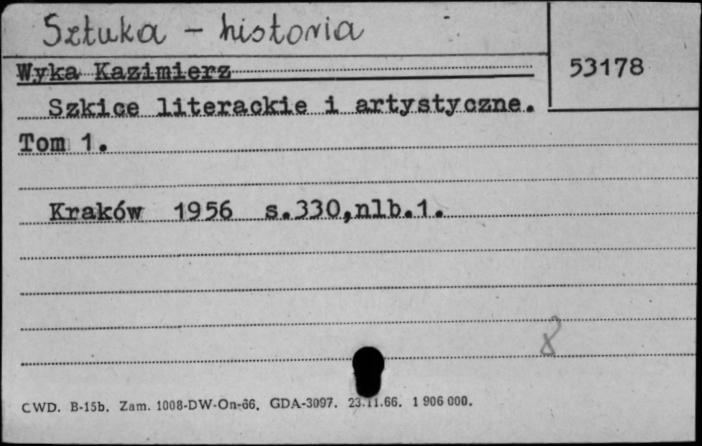 Sztuka - historia
53178
Wyka Kazimierz
Szkice literackie i artystyczne.
Tom 1.
Kraków 1956 s.330,nlb.1.
8
CWD. B-15b. Zam. 1008-DW-On-66. GDA-3097. 23.11.66. 1 906 000.